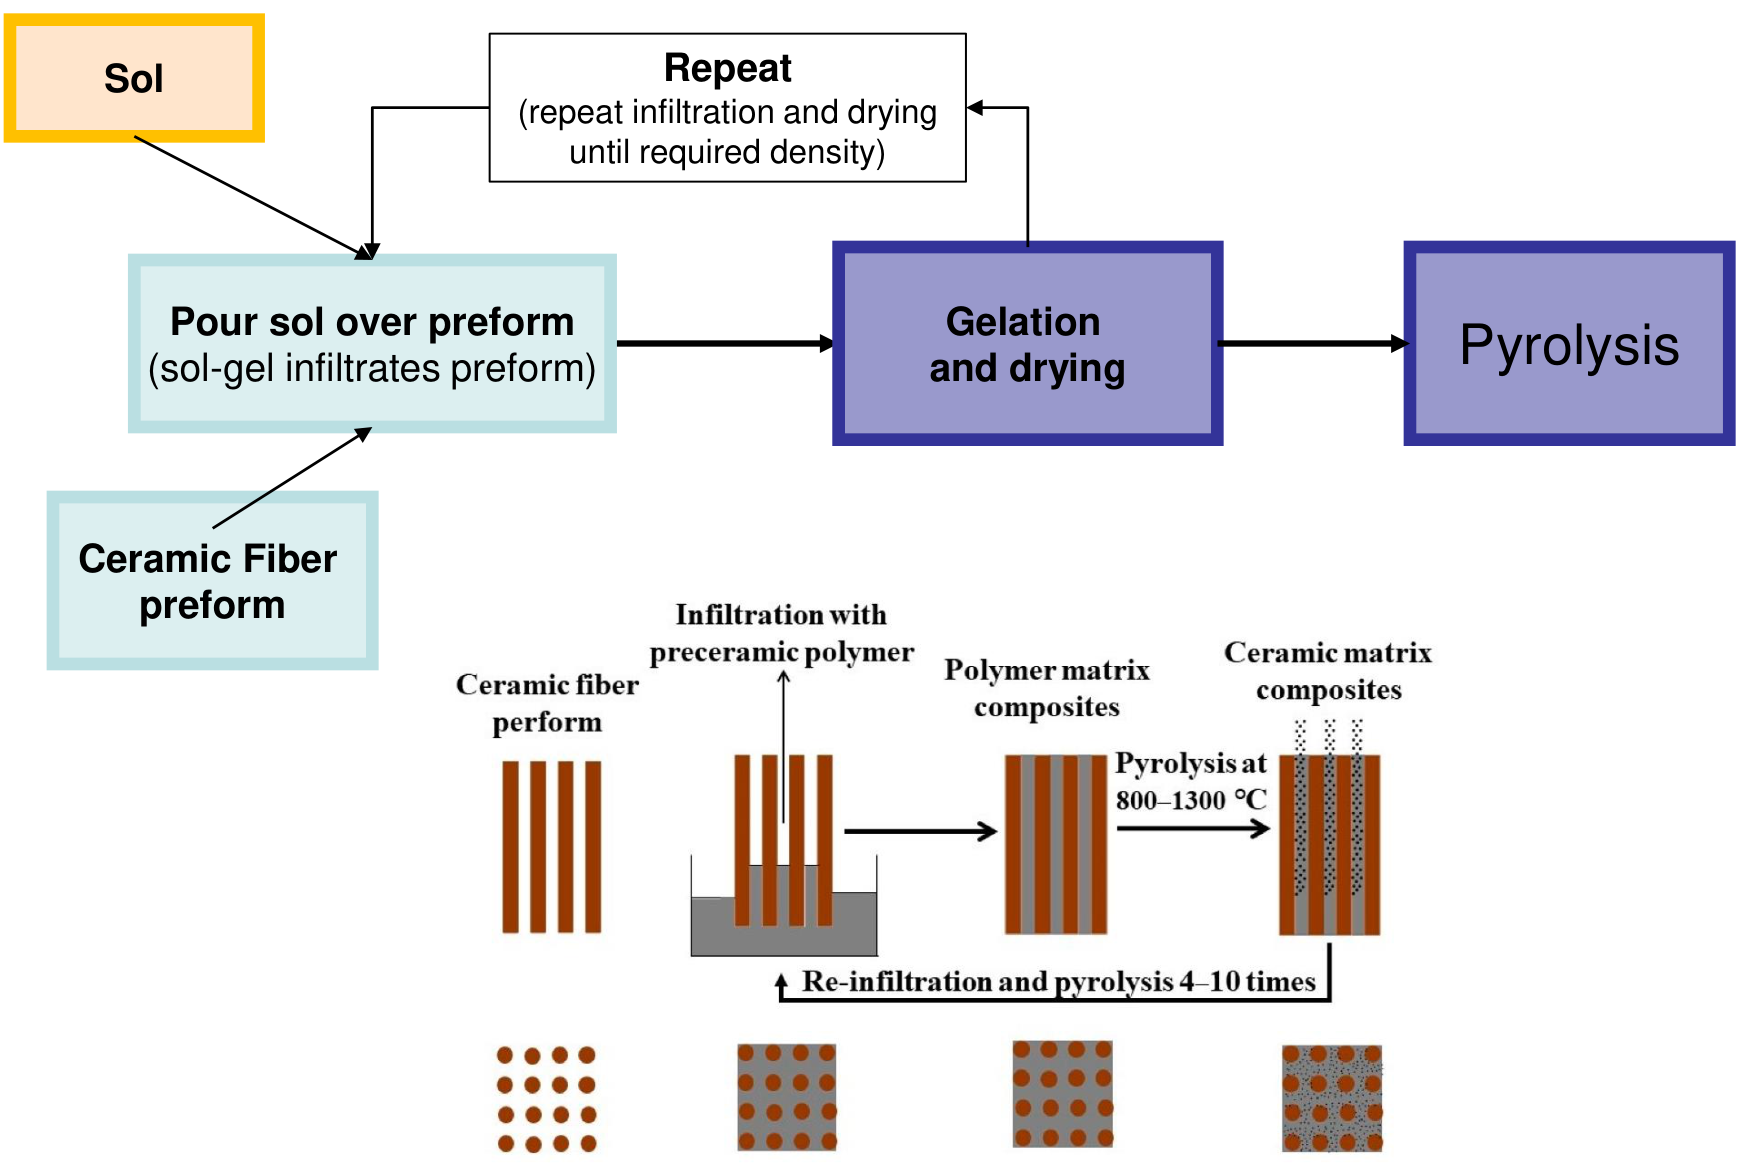 Sol
Repeat
(repeat infiltration and drying
until required density)
Pour sol over preform
(sol-gel infiltrates preform)
Gelation
and drying
Pyrolysis
Ceramic Fiber
preform
Ceramic fiber
perform
Infiltration with
preceramic polymer
Polymer matrix
composites
Pyrolysis at
800–1300 °C
Ceramic matrix
composites
Re-infiltration and pyrolysis 4–10 times